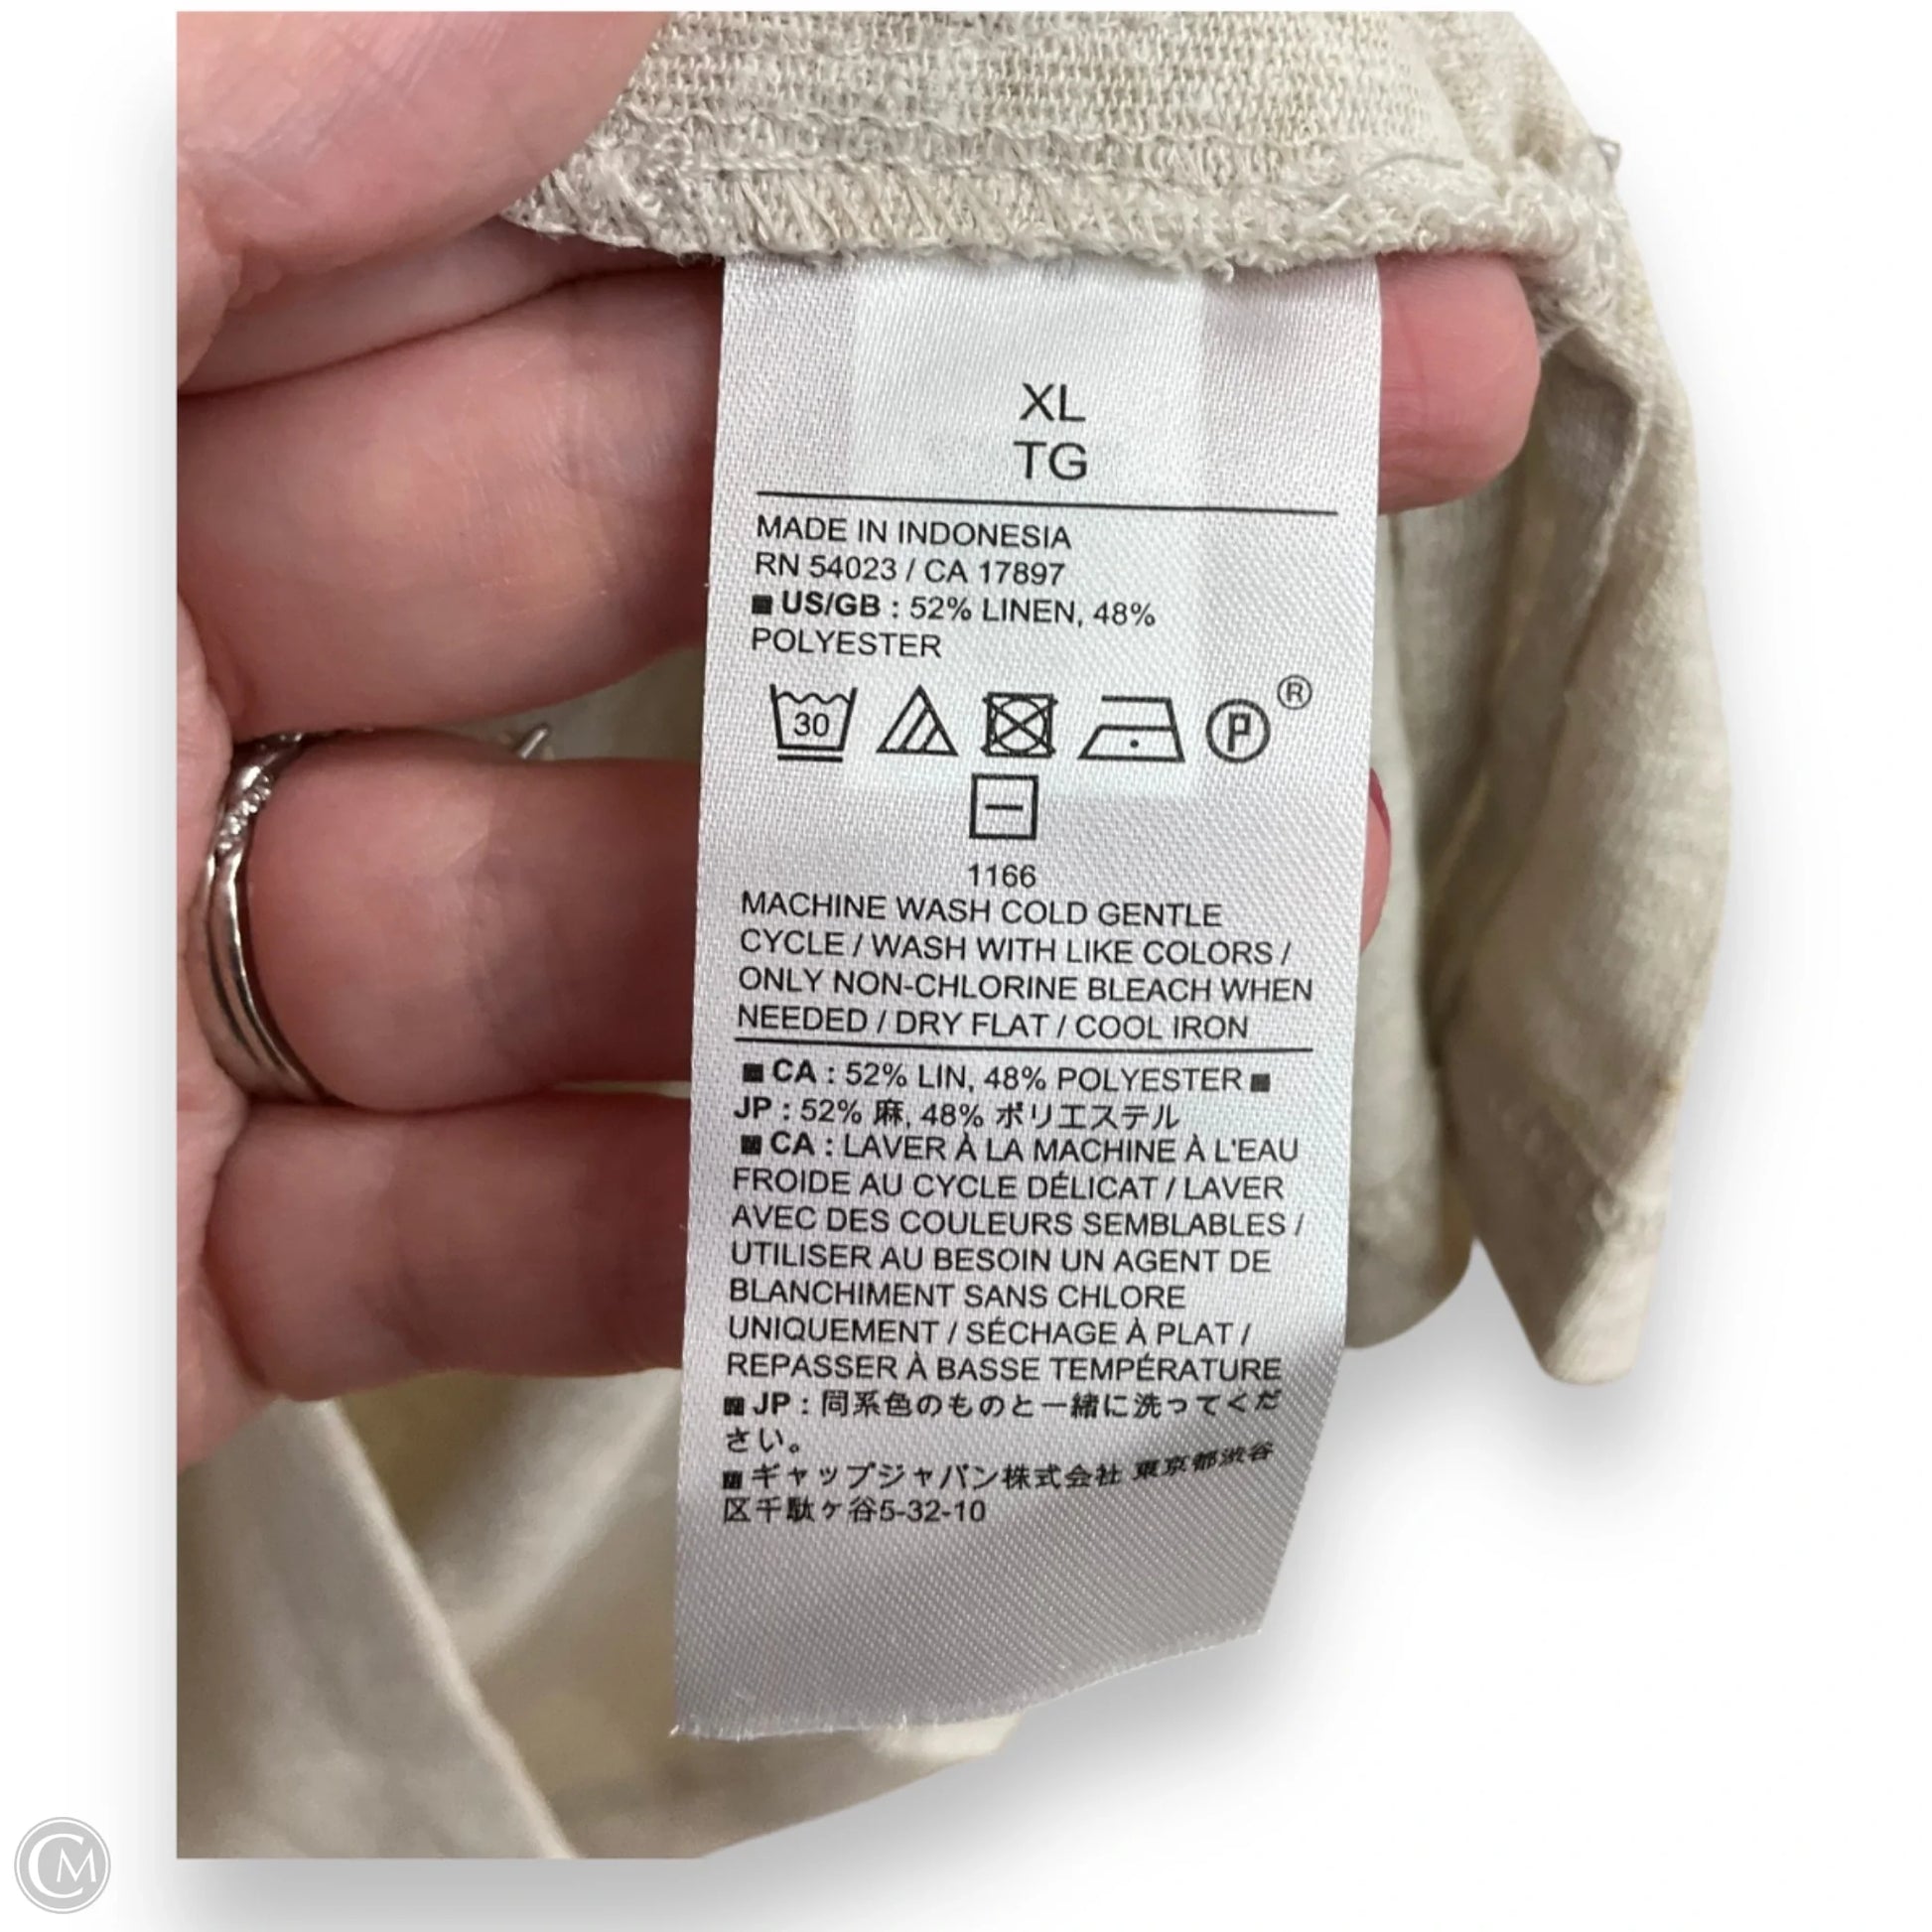 XL
TG
MADE IN INDONESIA
RN 54023 / CA 17897
US/GB : 52% LINEN, 48%
POLYESTER
30
P
®
1166
MACHINE WASH COLD GENTLE
CYCLE / WASH WITH LIKE COLORS /
ONLY NON-CHLORINE BLEACH WHEN
NEEDED / DRY FLAT / COOL IRON
CA : 52% LIN, 48% POLYESTER
JP : 52% 麻, 48% ポリエステル
CA : LAVER À LA MACHINE À L'EAU
FROIDE AU CYCLE DÉLICAT / LAVER
AVEC DES COULEURS SEMBLABLES /
UTILISER AU BESOIN UN AGENT DE
BLANCHIMENT SANS CHLORE
UNIQUEMENT / SÉCHAGE À PLAT /
REPASSER À BASSE TEMPÉRATURE
JP : 同系色のものと一緒に洗ってくだ
さい。
ギャップジャパン株式会社 東京都渋谷
区千駄ケ谷5-32-10
CM